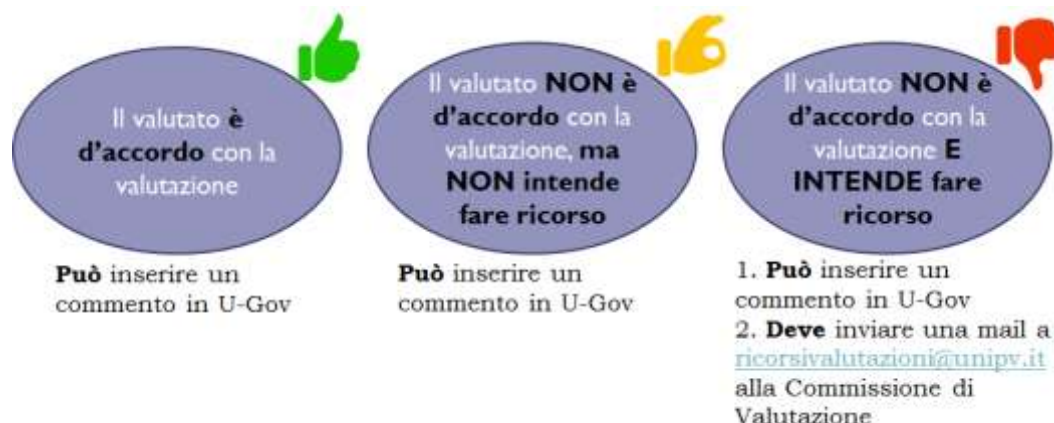 Il valutato è
d'accordo con la
valutazione
Il valutato NON è
d'accordo con la
valutazione, ma
NON intende
fare ricorso
Il valutato NON è
d'accordo con la
valutazione E
INTENDE fare
ricorso
Può inserire un
commento in U-Gov
Può inserire un
commento in U-Gov
1. Può inserire un
commento in U-Gov
2. Deve inviare una mail a
ricorsivalutazioni@unipv.it
alla Commissione di
Valutazione